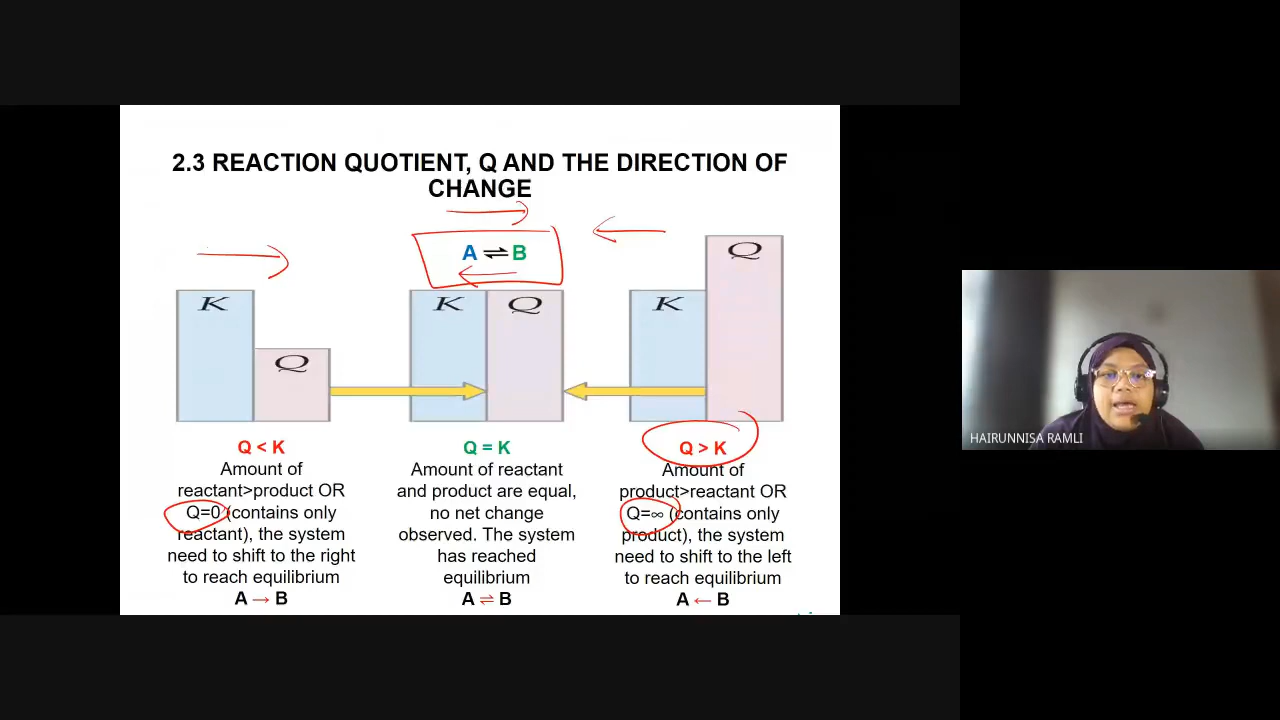 2.3 REACTION QUOTIENT, Q AND THE DIRECTION OF
CHANGE
A ⇌ B
K
Q
K
Q
K
Q
Q < K
Amount of
reactant>product OR
Q=0 (contains only
reactant), the system
need to shift to the right
to reach equilibrium
A → B
Q = K
Amount of reactant
and product are equal,
no net change
observed. The system
has reached
equilibrium
A ⇌ B
Q > K
Amount of
product>reactant OR
Q=∞ (contains only
product), the system
need to shift to the left
to reach equilibrium
A ← B
HAIRUNNISA RAMLI